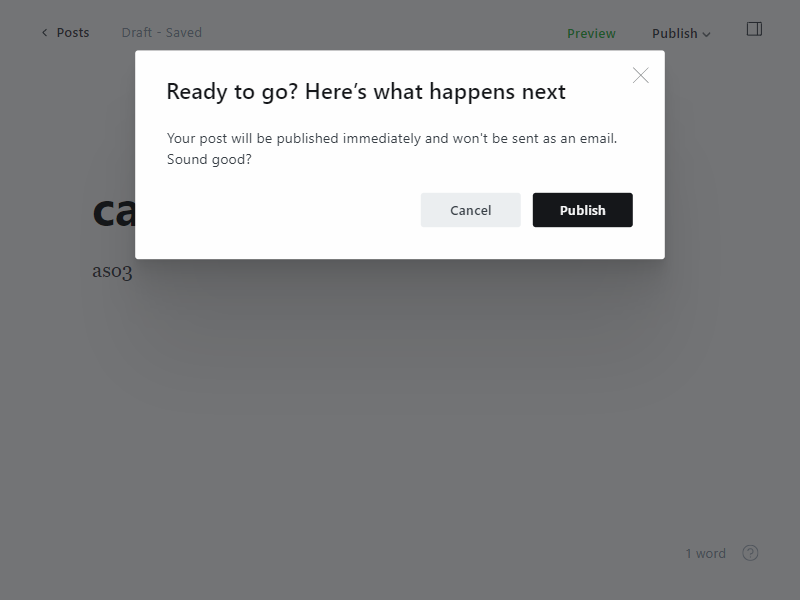 Posts
Draft - Saved
Preview
Publish
Ready to go? Here's what happens next
Your post will be published immediately and won't be sent as an email.
Sound good?
Cancel
Publish
ca
aso3
1 word